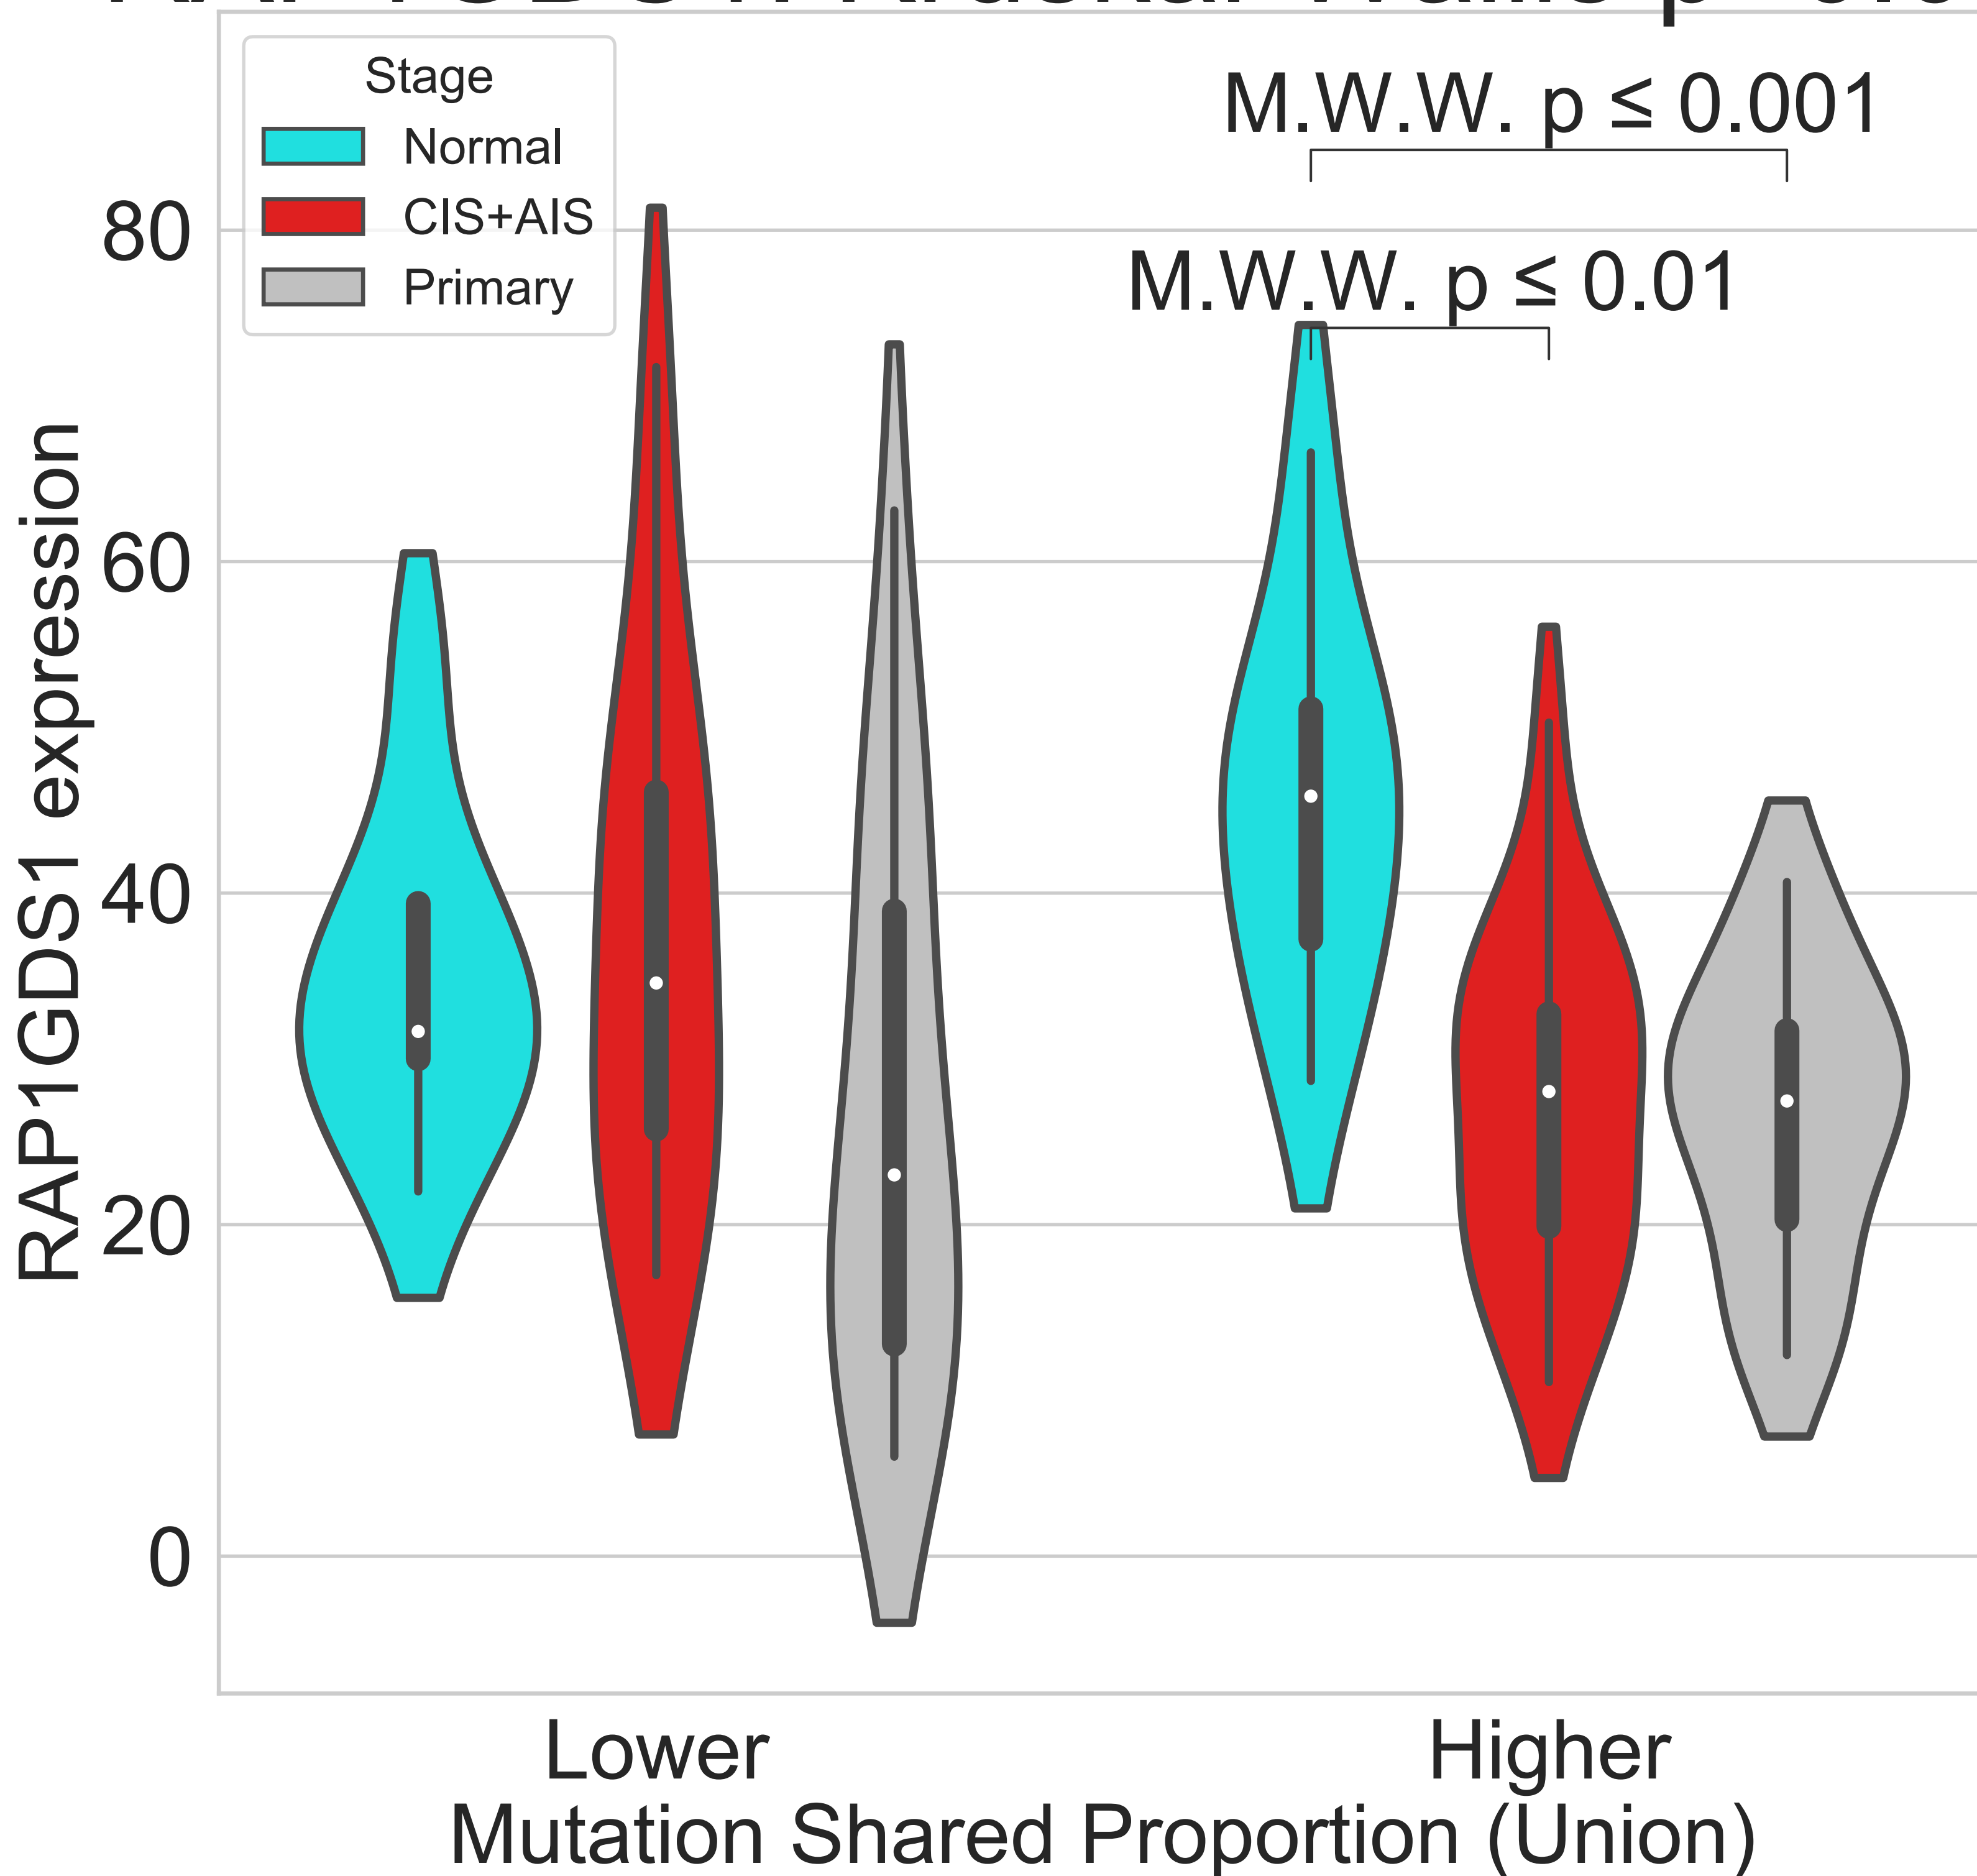 Stage
Normal
CIS+AIS
Primary
M.W.W. p ≤ 0.001
M.W.W. p ≤ 0.01
80
60
40
20
0
RAP1GDS1 expression
Lower
Higher
Mutation Shared Proportion (Union)